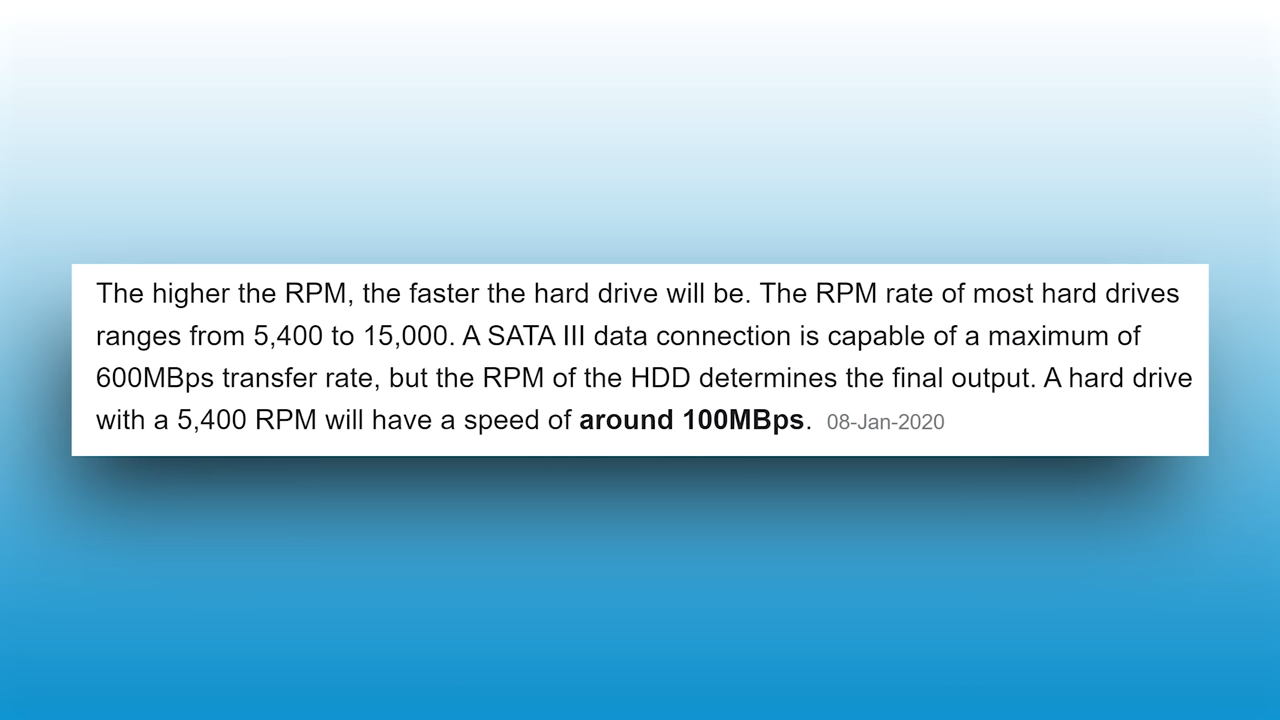 The higher the RPM, the faster the hard drive will be. The RPM rate of most hard drives
ranges from 5,400 to 15,000. A SATA III data connection is capable of a maximum of
600MBps transfer rate, but the RPM of the HDD determines the final output. A hard drive
with a 5,400 RPM will have a speed of around 100MBps. 08-Jan-2020